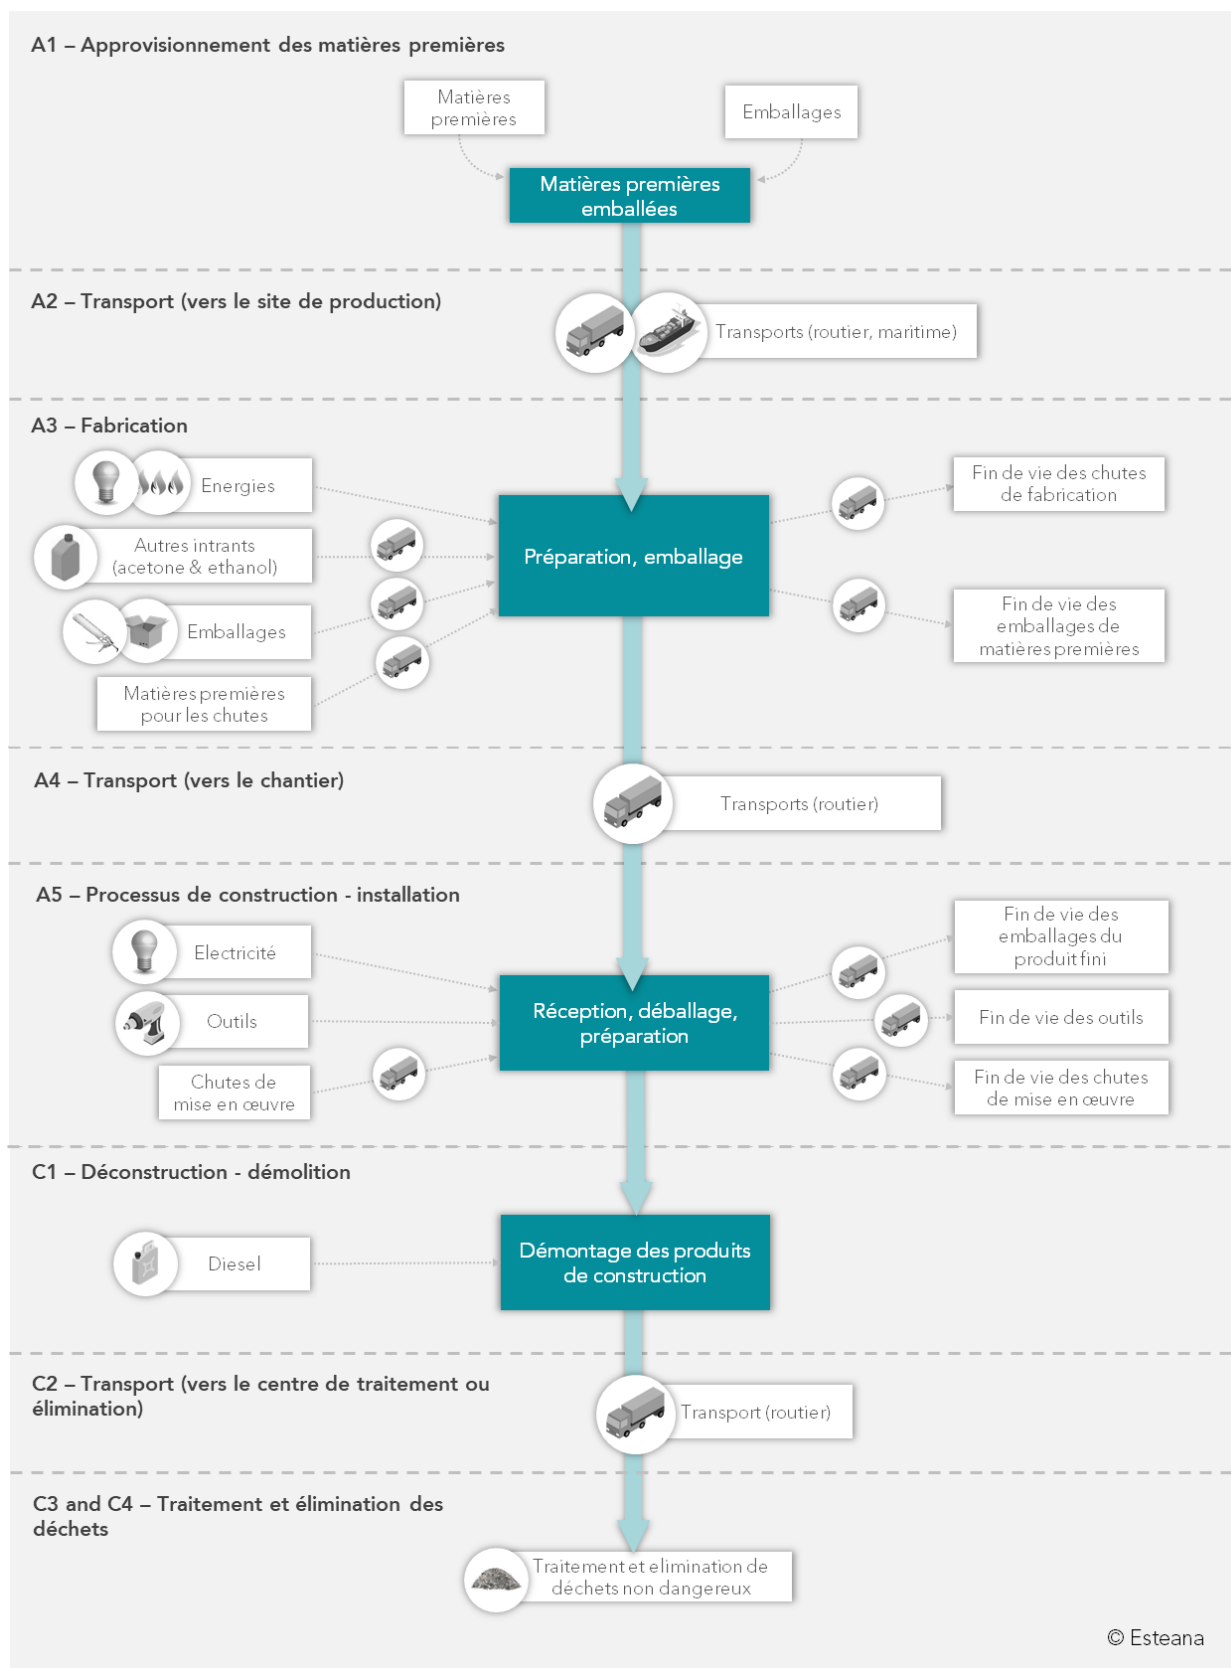 A1 – Approvisionnement des matières premières
Matières
premières
Emballages
Matières premières
emballées
A2 – Transport (vers le site de production)
Transports (routier, maritime)
A3 – Fabrication
Energies
Autres intrants
(acetone & ethanol)
Emballages
Matières premières
pour les chutes
Préparation, emballage
Fin de vie des chutes
de fabrication
Fin de vie des
emballages de
matières premières
A4 – Transport (vers le chantier)
Transports (routier)
A5 – Processus de construction - installation
Electricité
Outils
Chutes de
mise en œuvre
Réception, déballage,
préparation
Fin de vie des
emballages du
produit fini
Fin de vie des outils
Fin de vie des chutes
de mise en œuvre
C1 – Déconstruction - démolition
Diesel
Démontage des produits
de construction
C2 – Transport (vers le centre de traitement ou
élimination)
Transport (routier)
C3 and C4 – Traitement et élimination des
déchets
Traitement et elimination de
déchets non dangereux
© Esteana